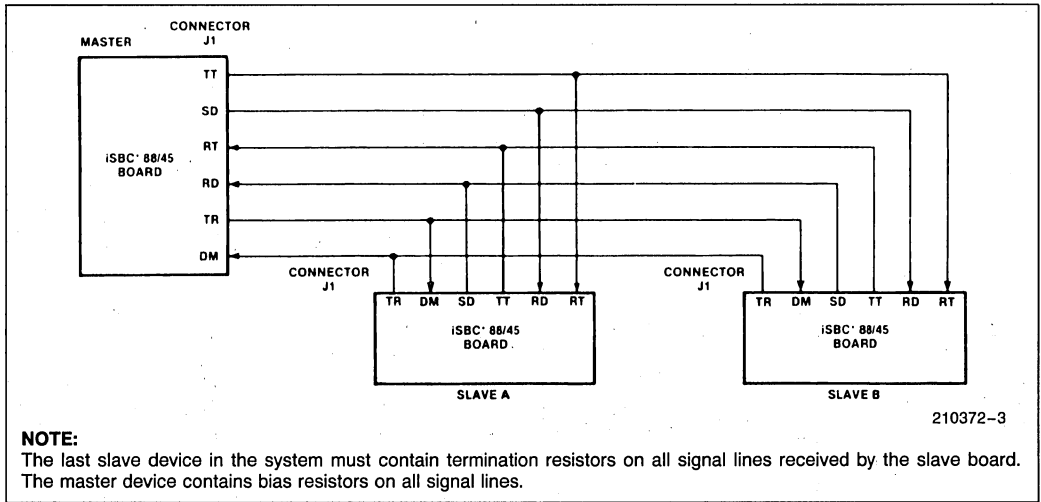 CONNECTOR
J1
MASTER
TT
SD
RT
RD
TR
DM
iSBC* 88/45
BOARD
CONNECTOR
J1
TR DM SD TT RD RT
iSBC* 88/45
BOARD
SLAVE A
CONNECTOR
J1
TR DM SD TT RD RT
iSBC* 88/45
BOARD
SLAVE B
210372–3
NOTE:
The last slave device in the system must contain termination resistors on all signal lines received by the slave board.
The master device contains bias resistors on all signal lines.